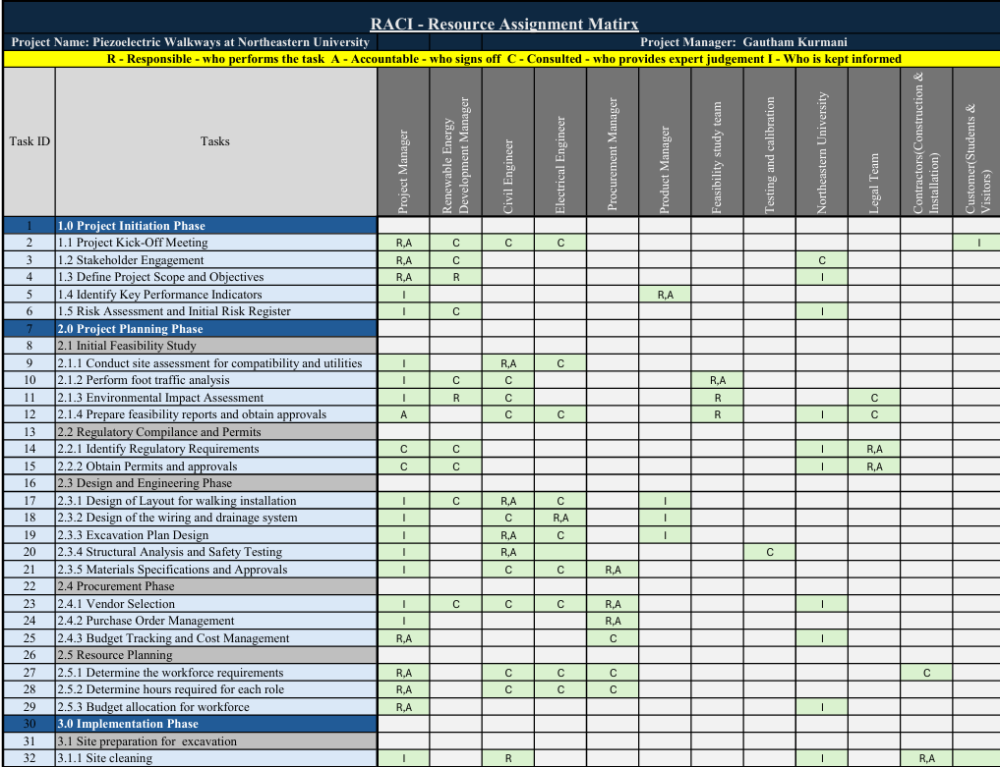 RACI - Resource Assignment Matirx
Project Name: Piezoelectric Walkways at Northeastern University Project Manager: Gautham Kurmani
R - Responsible - who performs the task A - Accountable - who signs off C - Consulted - who provides expert judgement I - Who is kept informed
Task ID Tasks Project Manager Renewable Energy Development Manager Civil Engineer Electrical Engineer Procurement Manager Product Manager Feasibility study team Testing and calibration Northeastern University Legal Team Contractors(Construction & Installation) Customer(Students & Visitors)
1 1.0 Project Initiation Phase
2 1.1 Project Kick-Off Meeting R,A C C C I
3 1.2 Stakeholder Engagement R,A C C
4 1.3 Define Project Scope and Objectives R,A R I
5 1.4 Identify Key Performance Indicators I R,A
6 1.5 Risk Assessment and Initial Risk Register I C I
7 2.0 Project Planning Phase
8 2.1 Initial Feasibility Study
9 2.1.1 Conduct site assessment for compatibility and utilities I R,A C
10 2.1.2 Perform foot traffic analysis I C C R,A
11 2.1.3 Environmental Impact Assessment I R C R C
12 2.1.4 Prepare feasibility reports and obtain approvals A C C R I C
13 2.2 Regulatory Compilance and Permits
14 2.2.1 Identify Regulatory Requirements C C I R,A
15 2.2.2 Obtain Permits and approvals C C I R,A
16 2.3 Design and Engineering Phase
17 2.3.1 Design of Layout for walking installation I C R,A C I
18 2.3.2 Design of the wiring and drainage system I C R,A I
19 2.3.3 Excavation Plan Design I R,A C I
20 2.3.4 Structural Analysis and Safety Testing I R,A C
21 2.3.5 Materials Specifications and Approvals I C C R,A
22 2.4 Procurement Phase
23 2.4.1 Vendor Selection I C C C R,A I
24 2.4.2 Purchase Order Management I R,A
25 2.4.3 Budget Tracking and Cost Management R,A C I
26 2.5 Resource Planning
27 2.5.1 Determine the workforce requirements R,A C C C C
28 2.5.2 Determine hours required for each role R,A C C C
29 2.5.3 Budget allocation for workforce R,A I
30 3.0 Implementation Phase
31 3.1 Site preparation for excavation
32 3.1.1 Site cleaning I R I R,A